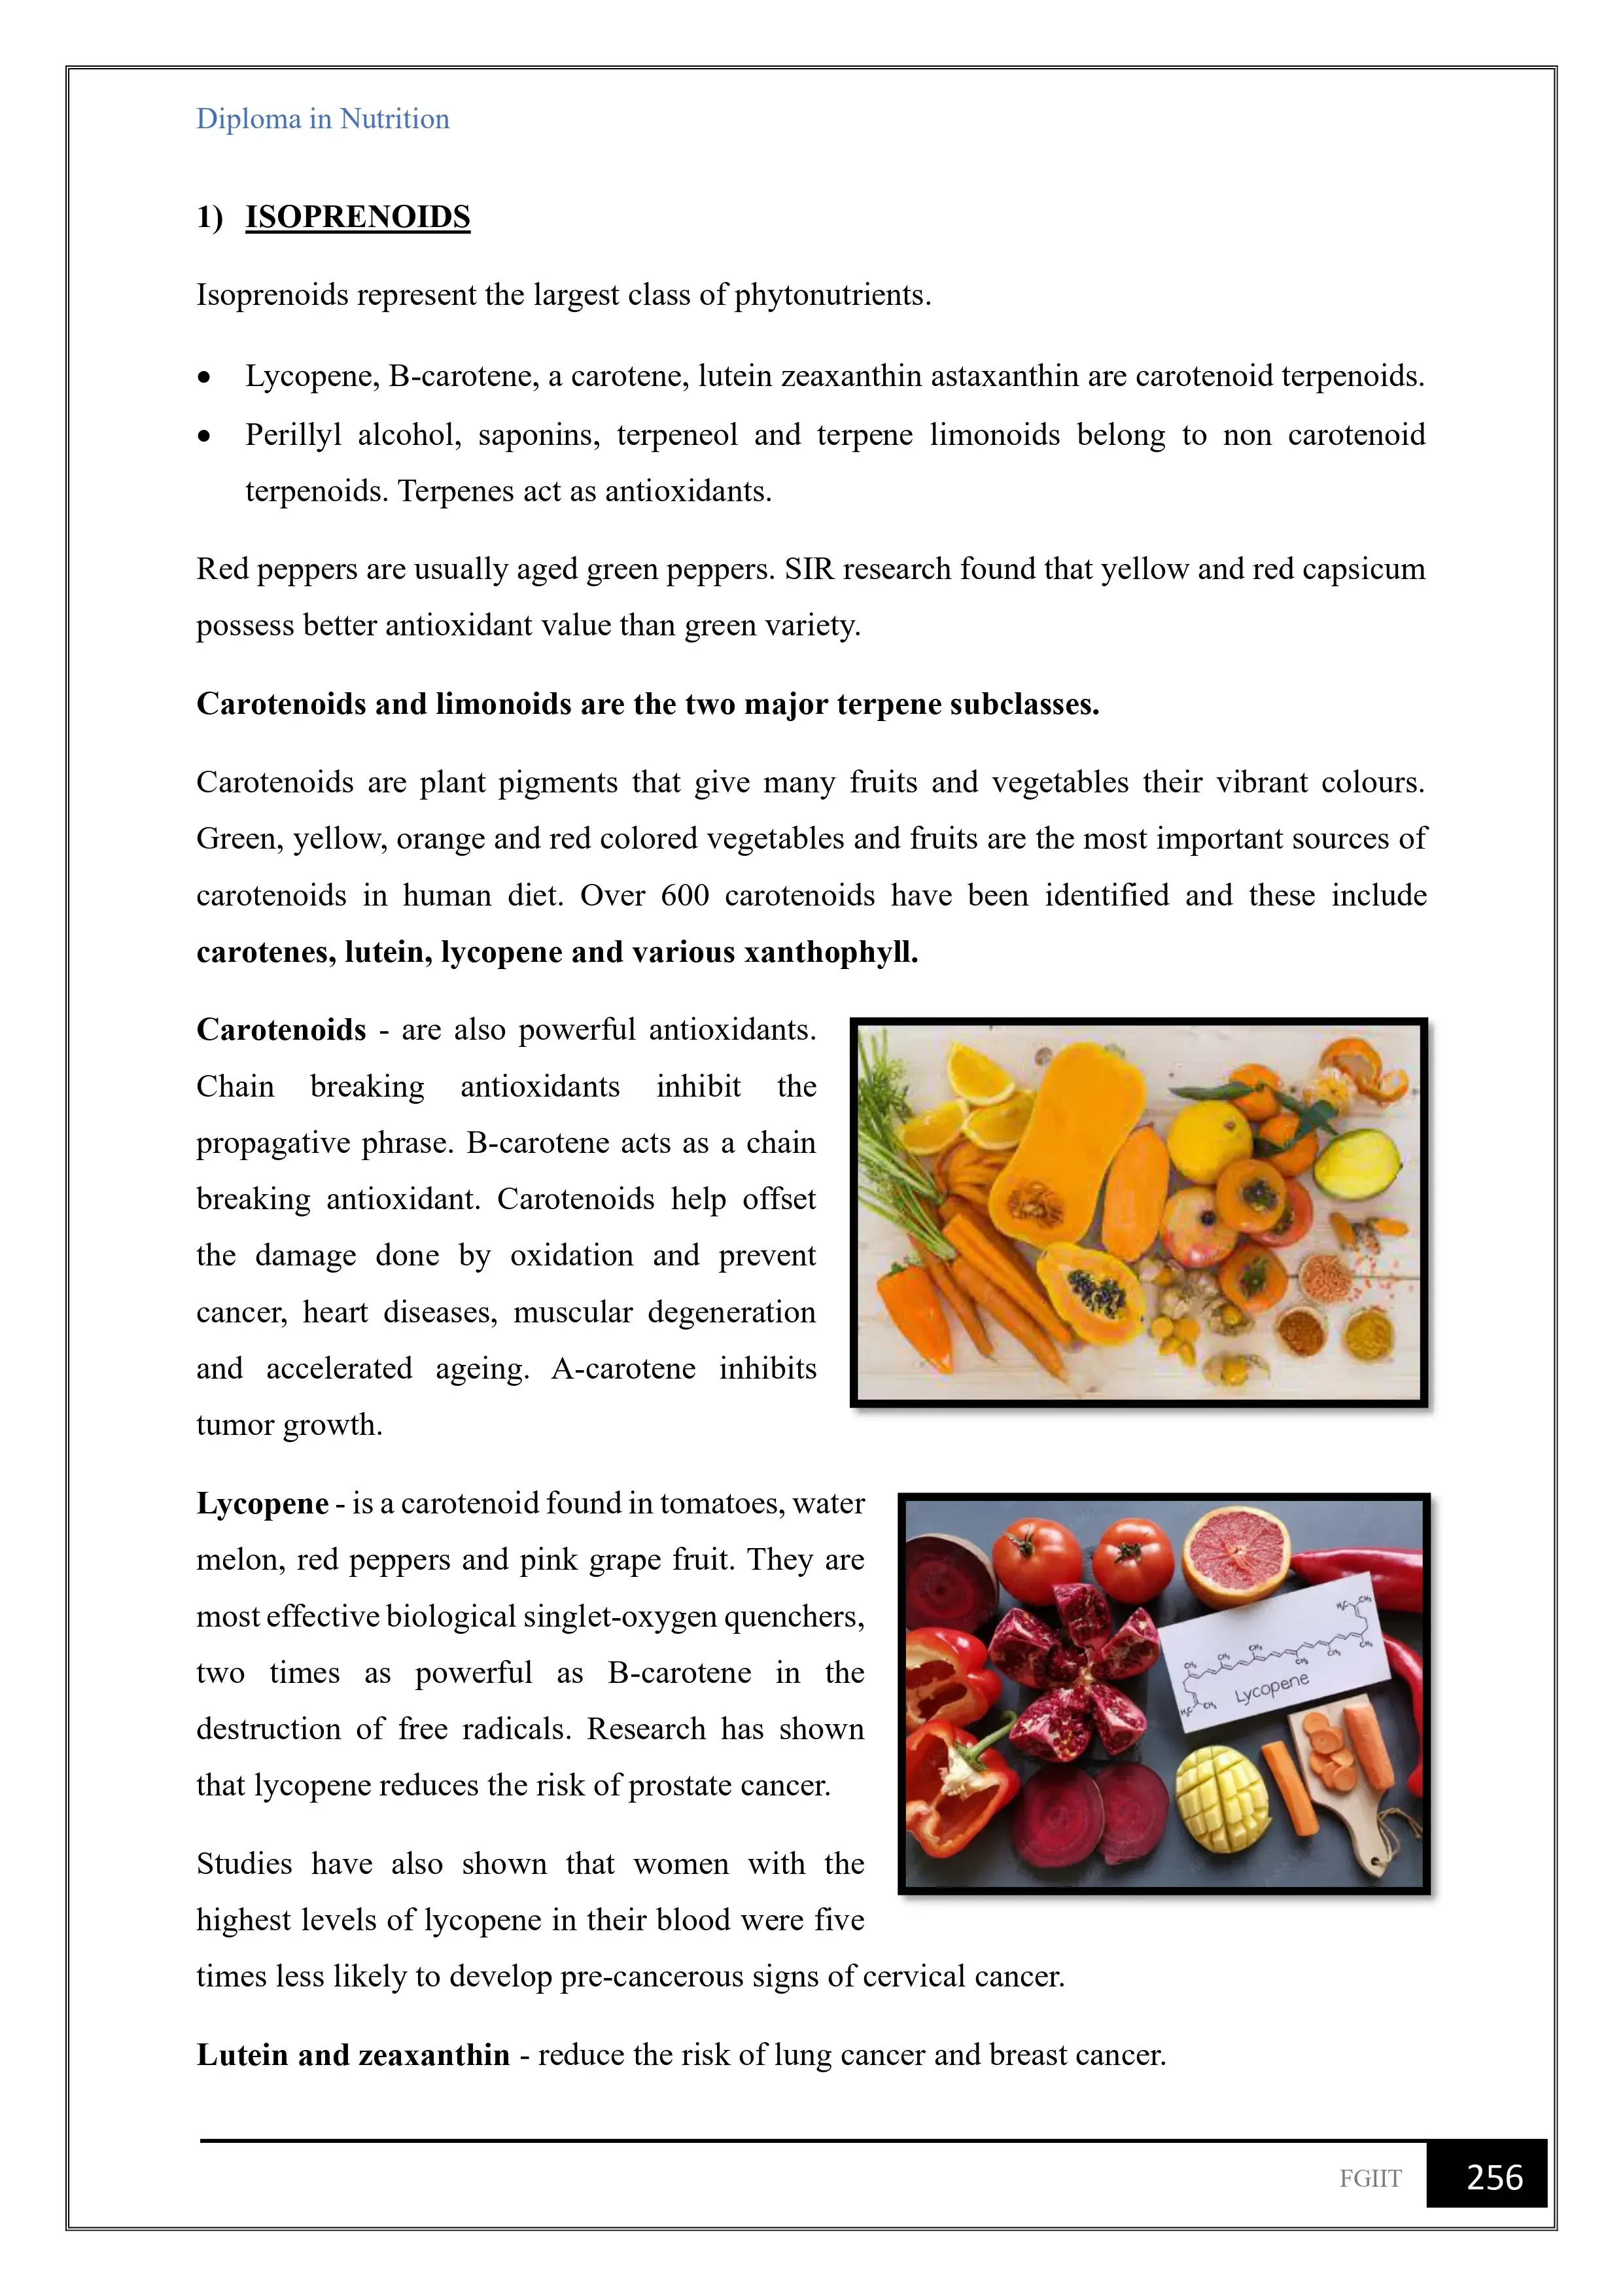 Diploma in Nutrition
1) ISOPRENOIDS
Isoprenoids represent the largest class of phytonutrients.
• Lycopene, B-carotene, a carotene, lutein zeaxanthin astaxanthin are carotenoid terpenoids.
• Perillyl alcohol, saponins, terpeneol and terpene limonoids belong to non carotenoid
terpenoids. Terpenes act as antioxidants.
Red peppers are usually aged green peppers. SIR research found that yellow and red capsicum
possess better antioxidant value than green variety.
Carotenoids and limonoids are the two major terpene subclasses.
Carotenoids are plant pigments that give many fruits and vegetables their vibrant colours.
Green, yellow, orange and red colored vegetables and fruits are the most important sources of
carotenoids in human diet. Over 600 carotenoids have been identified and these include
carotenes, lutein, lycopene and various xanthophyll.
Carotenoids - are also powerful antioxidants.
Chain breaking antioxidants inhibit the
propagative phrase. B-carotene acts as a chain
breaking antioxidant. Carotenoids help offset
the damage done by oxidation and prevent
cancer, heart diseases, muscular degeneration
and accelerated ageing. A-carotene inhibits
tumor growth.
Lycopene - is a carotenoid found in tomatoes, water
melon, red peppers and pink grape fruit. They are
most effective biological singlet-oxygen quenchers,
two times as powerful as B-carotene in the
destruction of free radicals. Research has shown
that lycopene reduces the risk of prostate cancer.
H₃C CH₃
CH₃ CH₃ CH₃ CH₃ CH₃ CH₃
H₃C CH₃
Lycopene
Studies have also shown that women with the
highest levels of lycopene in their blood were five
times less likely to develop pre-cancerous signs of cervical cancer.
Lutein and zeaxanthin - reduce the risk of lung cancer and breast cancer.
FGIIT 256